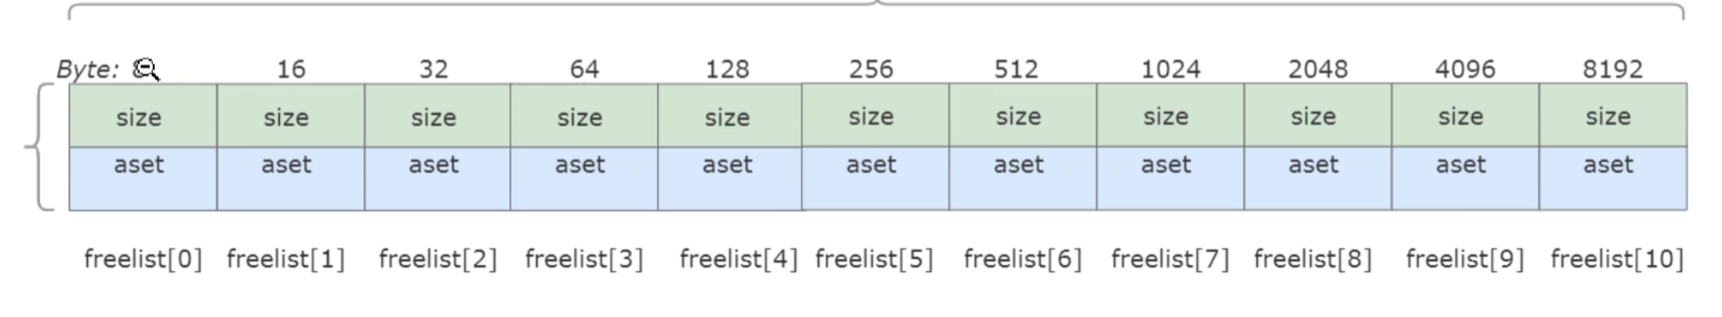 Byte: 16 32 64 128 256 512 1024 2048 4096 8192
size size size size size size size size size size size
aset aset aset aset aset aset aset aset aset aset aset
freelist[0] freelist[1] freelist[2] freelist[3] freelist[4] freelist[5] freelist[6] freelist[7] freelist[8] freelist[9] freelist[10]